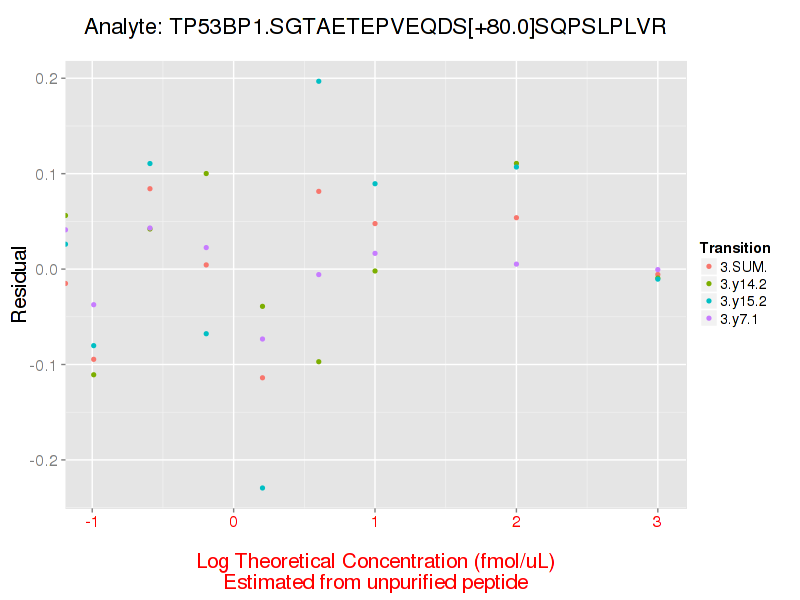 Analyte: TP53BP1.SGTAETEPVEQDS[+80.0]SQPSLPLVR
0.2
0.1
0.0
-0.1
-0.2
Residual
-1 0 1 2 3
Log Theoretical Concentration (fmol/uL)
Estimated from unpurified peptide
Transition
3.SUM.
3.y14.2
3.y15.2
3.y7.1